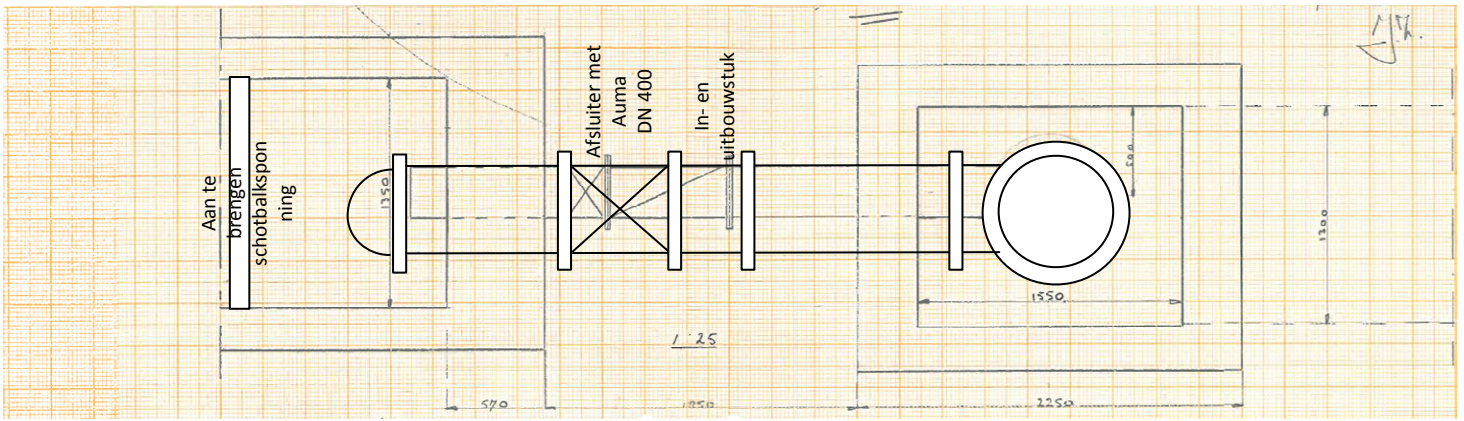 Aan te
brengen
schotbalkspon
ning
Afsluiter met
Auma
DN 400
In- en
uitbouwstuk
1350
500
1300
1550
1:25
570
1850
2250